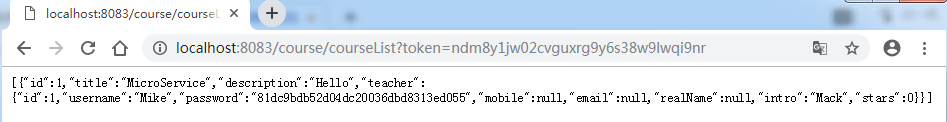 localhost:8083/course/courseL
localhost:8083/course/courseList?token=ndm8y1jw02cvguxrg9y6s38w9lwqi9nr
[{"id":1,"title":"MicroService","description":"Hello","teacher":
{"id":1,"username":"Mike","password":"81dc9bdb52d04dc20036dbd8313ed055","mobile":null,"email":null,"realName":null,"intro":"Mack","stars":0}}]